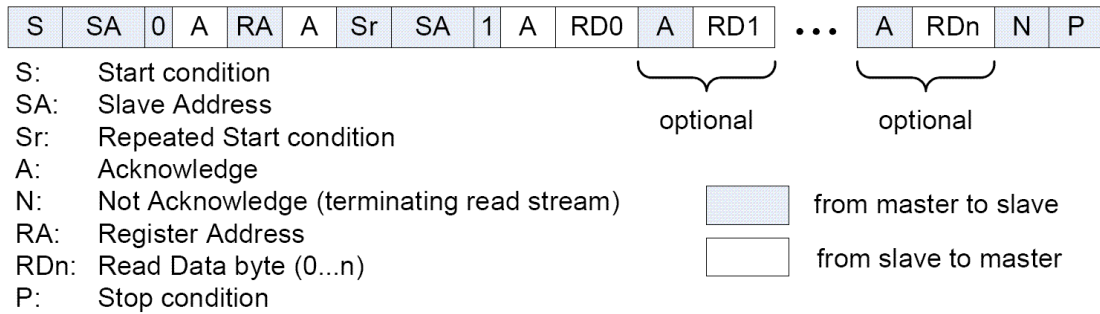 S SA 0 A RA A Sr SA 1 A RD0 A RD1 ... A RDn N P
optional optional
S: Start condition
SA: Slave Address
Sr: Repeated Start condition
A: Acknowledge
N: Not Acknowledge (terminating read stream)
RA: Register Address
RDn: Read Data byte (0...n)
P: Stop condition
from master to slave
from slave to master